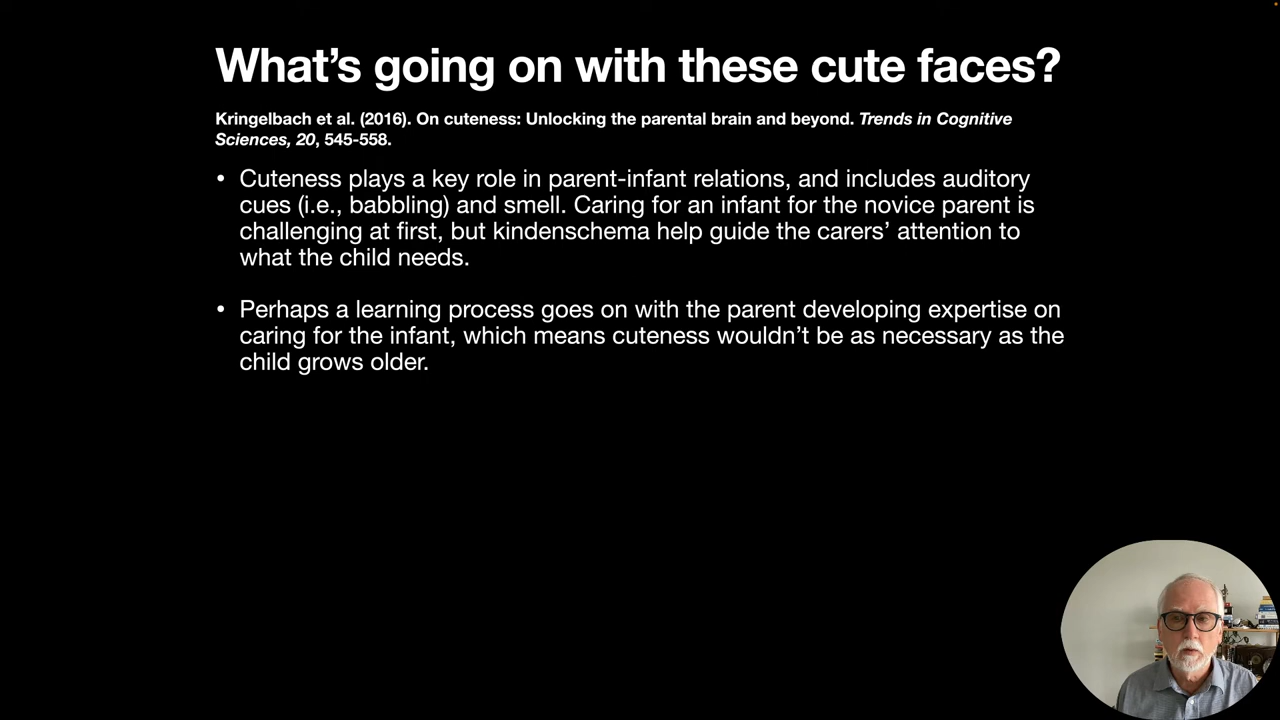 What’s going on with these cute faces?
Kringelbach et al. (2016). On cuteness: Unlocking the parental brain and beyond. Trends in Cognitive
Sciences, 20, 545-558.
• Cuteness plays a key role in parent-infant relations, and includes auditory
cues (i.e., babbling) and smell. Caring for an infant for the novice parent is
challenging at first, but kindenschema help guide the carers’ attention to
what the child needs.
• Perhaps a learning process goes on with the parent developing expertise on
caring for the infant, which means cuteness wouldn’t be as necessary as the
child grows older.